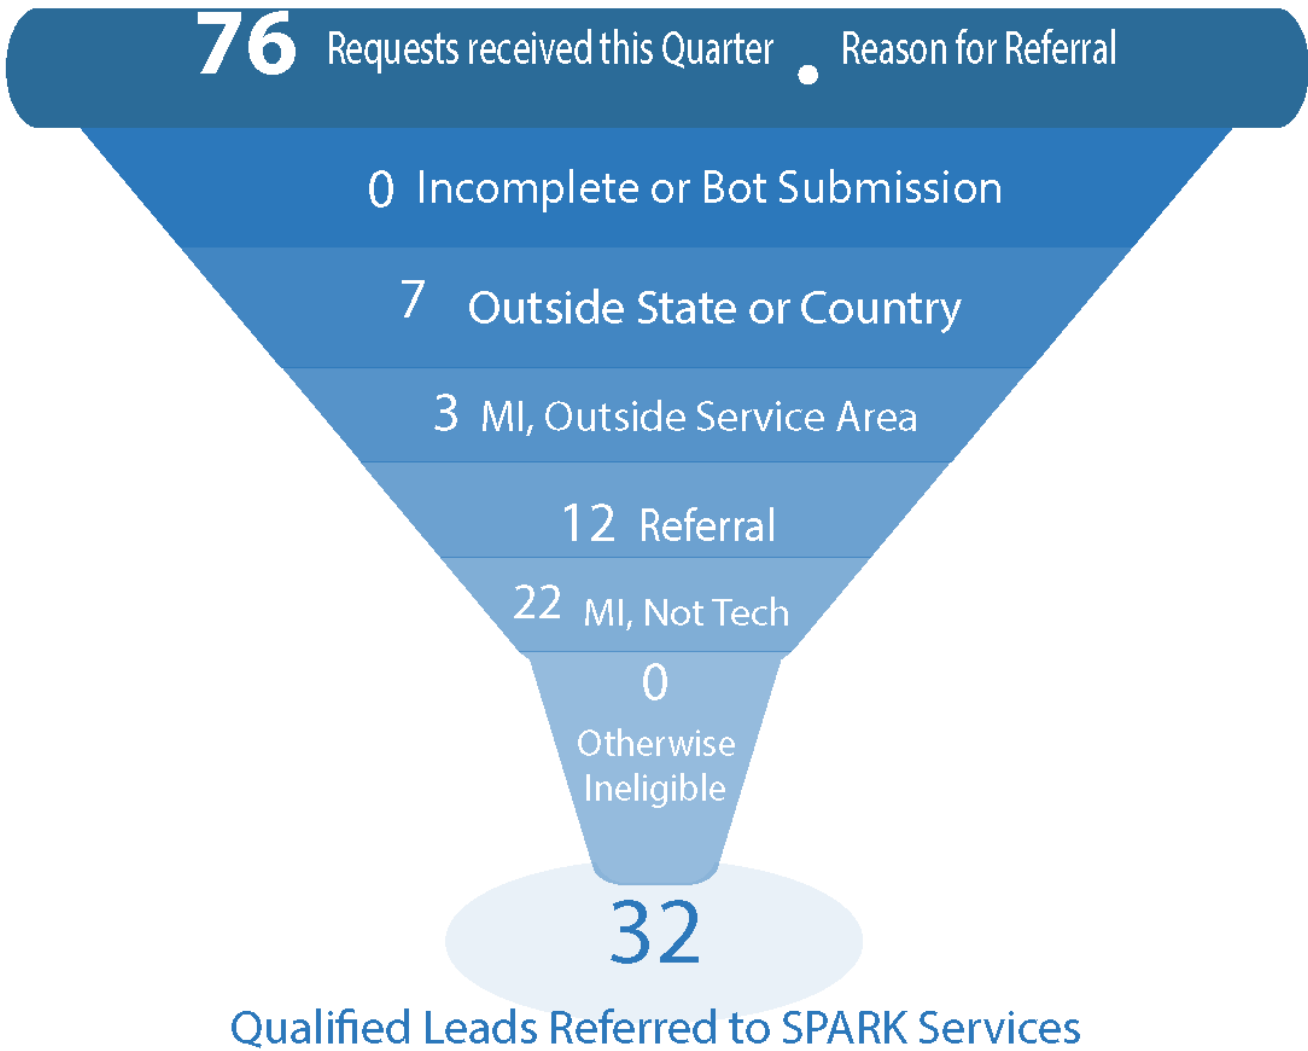 76 Requests received this Quarter . Reason for Referral
0 Incomplete or Bot Submission
7 Outside State or Country
3 MI, Outside Service Area
12 Referral
22 MI, Not Tech
0
Otherwise
Ineligible
32
Qualified Leads Referred to SPARK Services